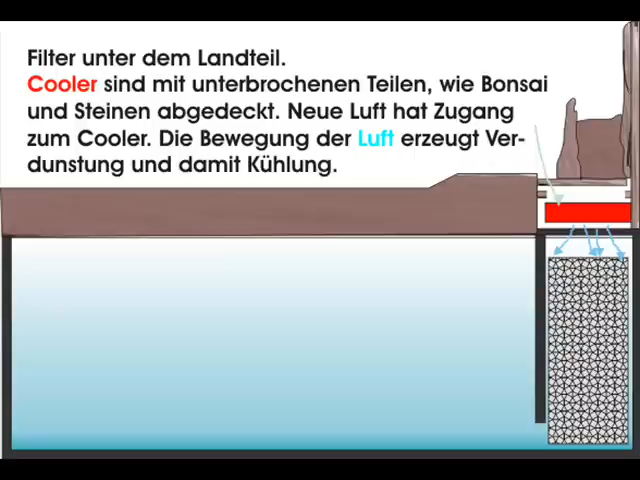 Filter unter dem Landteil.
Cooler sind mit unterbrochenen Teilen, wie Bonsai
und Steinen abgedeckt. Neue Luft hat Zugang
zum Cooler. Die Bewegung der Luft erzeugt Ver-
dunstung und damit Kühlung.